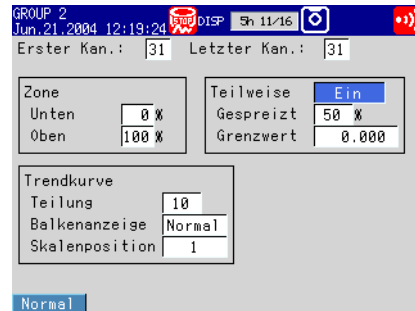 GROUP 2
Jun.21.2004 12:19:24 STOP DISP 5h 11/16
Erster Kan.: 31 Letzter Kan.: 31
Zone
Unten 0 %
Oben 100 %
Teilweise Ein
Gespreizt 50 %
Grenzwert 0.000
Trendkurve
Teilung 10
Balkenanzeige Normal
Skalenposition 1
Normal